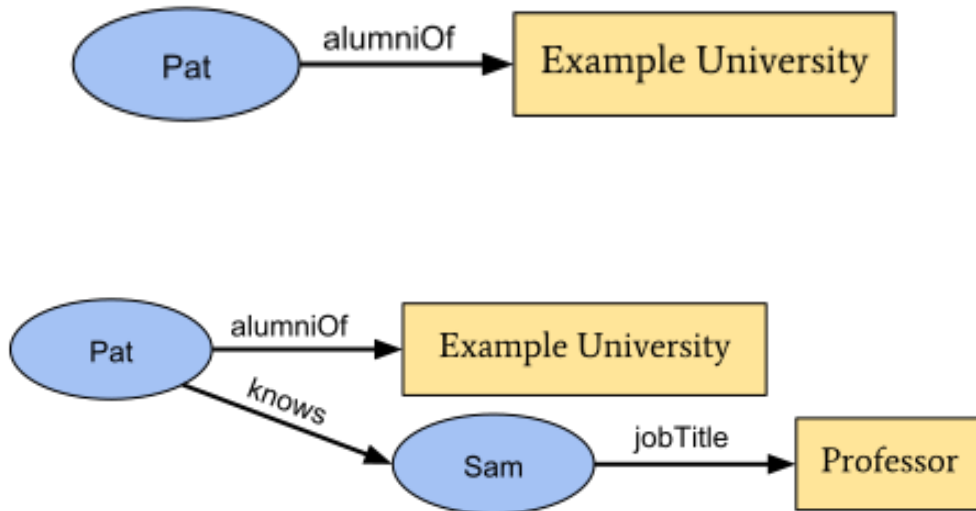 alumniOf
Pat
Example University
alumniOf
Pat
Example University
knows
jobTitle
Sam
Professor